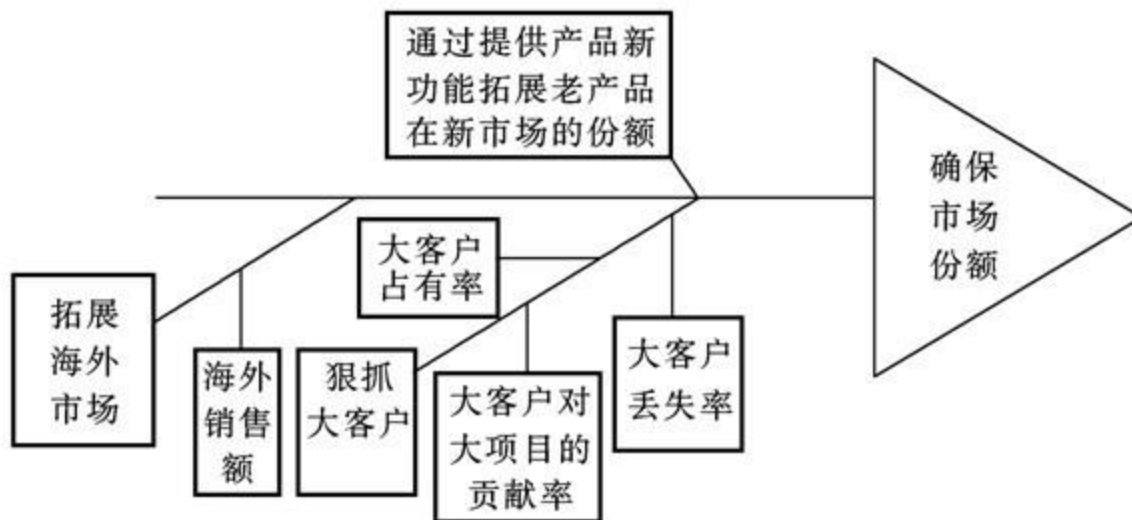 通过提供产品新
功能拓展老产品
在新市场的份额
确保
市场
份额
大客户
占有率
拓展
海外
市场
海外
销售
额
狠抓
大客户
大客户对
大项目的
贡献率
大客户
丢失率